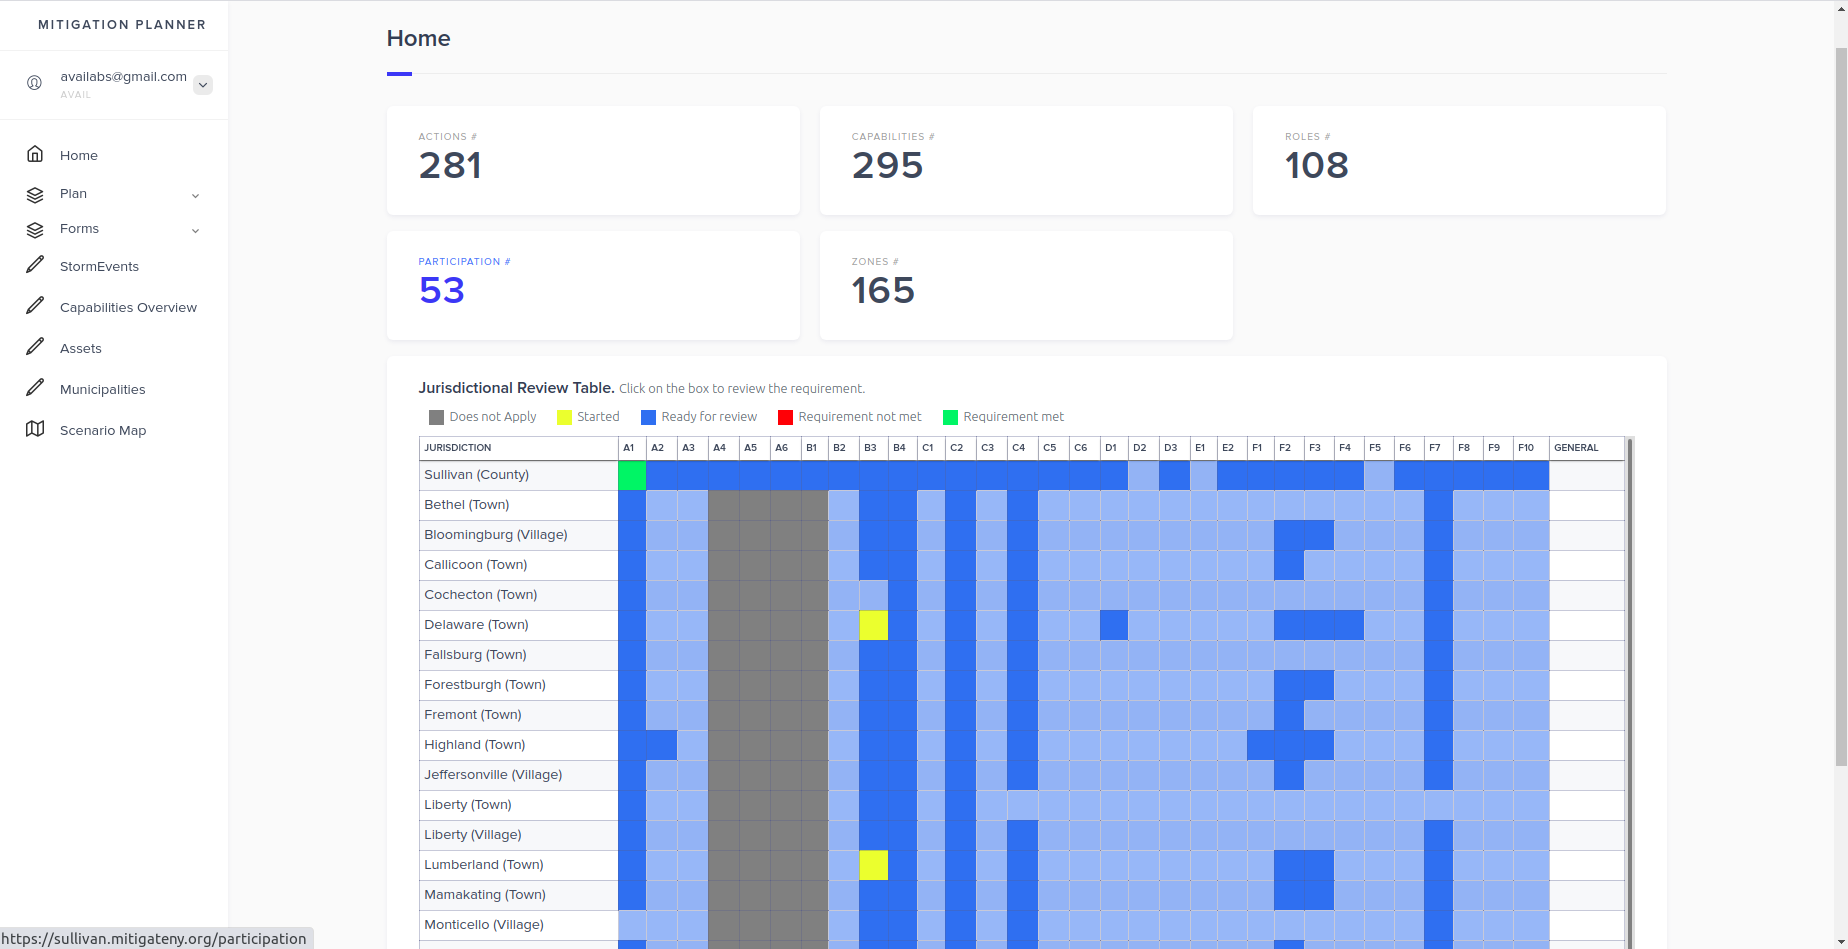 MITIGATION PLANNER
availabs@gmail.com
AVAIL
Home
Plan
Forms
StormEvents
Capabilities Overview
Assets
Municipalities
Scenario Map
Home
ACTIONS #
281
CAPABILITIES #
295
ROLES #
108
PARTICIPATION #
53
ZONES #
165
Jurisdictional Review Table. Click on the box to review the requirement.
Does not Apply Started Ready for review Requirement not met Requirement met
JURISDICTION A1 A2 A3 A4 A5 A6 B1 B2 B3 B4 C1 C2 C3 C4 C5 C6 D1 D2 D3 E1 E2 F1 F2 F3 F4 F5 F6 F7 F8 F9 F10 GENERAL
Sullivan (County)
Bethel (Town)
Bloomingburg (Village)
Callicoon (Town)
Cochecton (Town)
Delaware (Town)
Fallsburg (Town)
Forestburgh (Town)
Fremont (Town)
Highland (Town)
Jeffersonville (Village)
Liberty (Town)
Liberty (Village)
Lumberland (Town)
Mamakating (Town)
Monticello (Village)
https://sullivan.mitigateny.org/participation